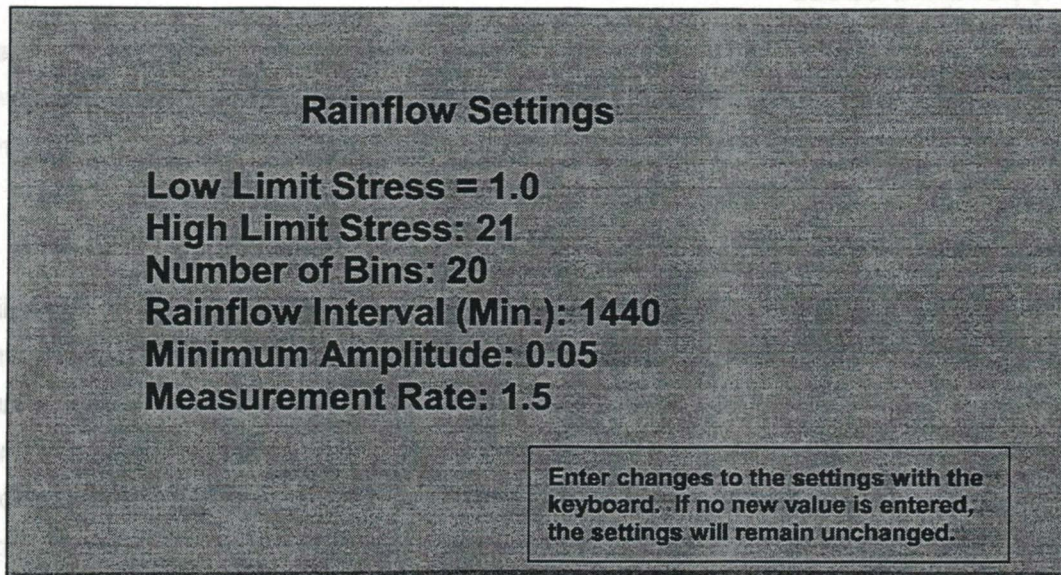 Rainflow Settings
Low Limit Stress = 1.0
High Limit Stress: 21
Number of Bins: 20
Rainflow Interval (Min.): 1440
Minimum Amplitude: 0.05
Measurement Rate: 1.5
Enter changes to the settings with the
keyboard. If no new value is entered,
the settings will remain unchanged.